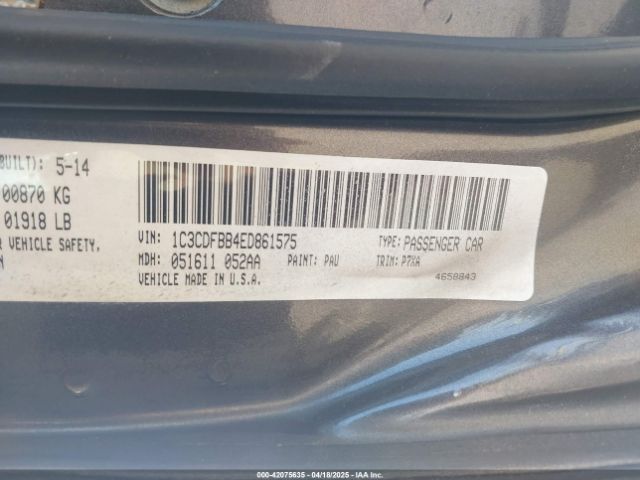 BUILT): 5-14
00870 KG
01918 LB
VEHICLE SAFETY,
VIN: 1C3CDFBB4ED861575 TYPE: PASSENGER CAR
MDH: 051611 052AA PAINT: PAU TRIM: P7XA
VEHICLE MADE IN U.S.A. 4658843
000-42075635 - 04/18/2025 - IAA Inc.